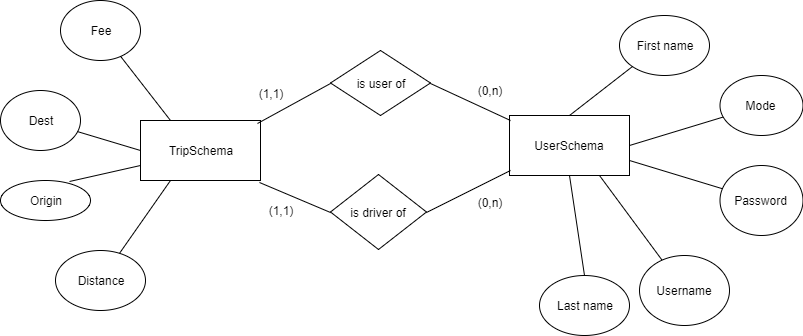 Fee
First name
is user of
(1,1)
(0,n)
Mode
Dest
TripSchema
UserSchema
Origin
Password
(1,1)
is driver of
(0,n)
Distance
Username
Last name